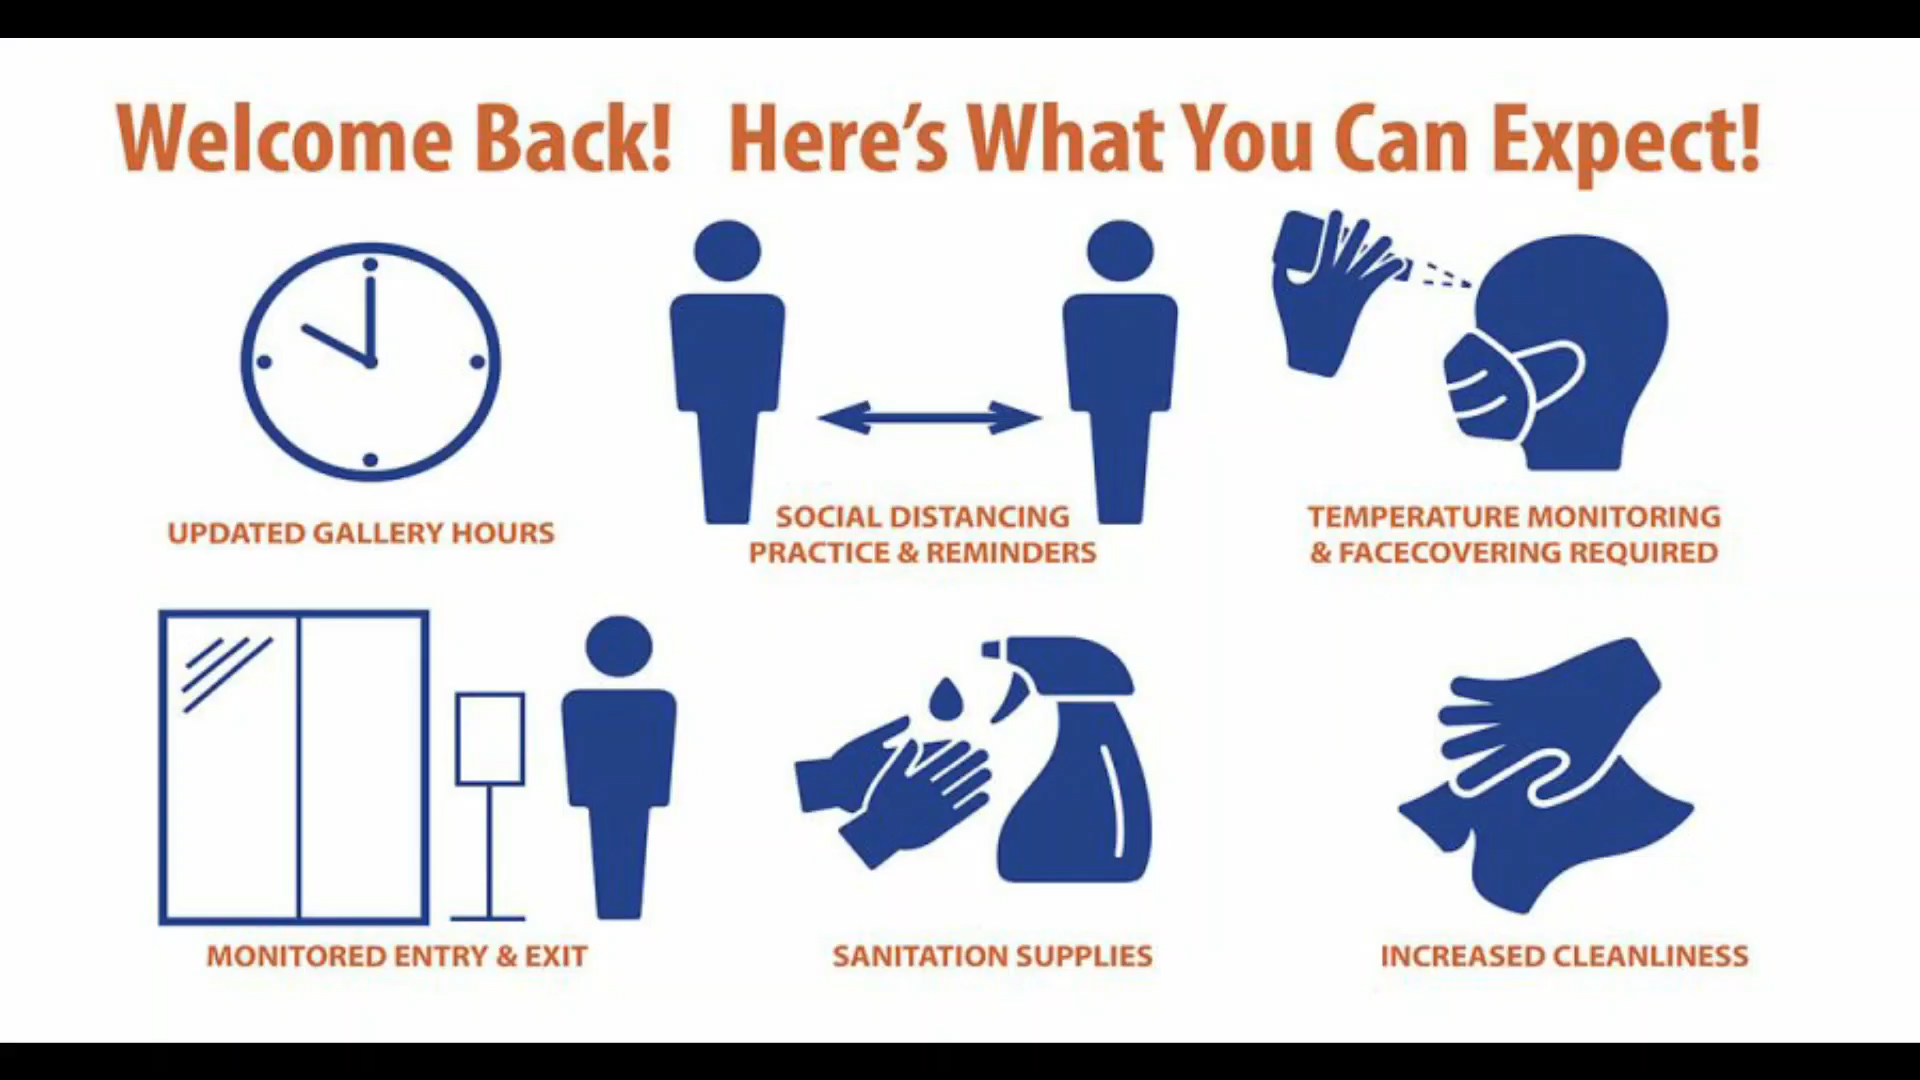 Welcome Back! Here's What You Can Expect!
UPDATED GALLERY HOURS
SOCIAL DISTANCING
PRACTICE & REMINDERS
TEMPERATURE MONITORING
& FACECOVERING REQUIRED
MONITORED ENTRY & EXIT
SANITATION SUPPLIES
INCREASED CLEANLINESS